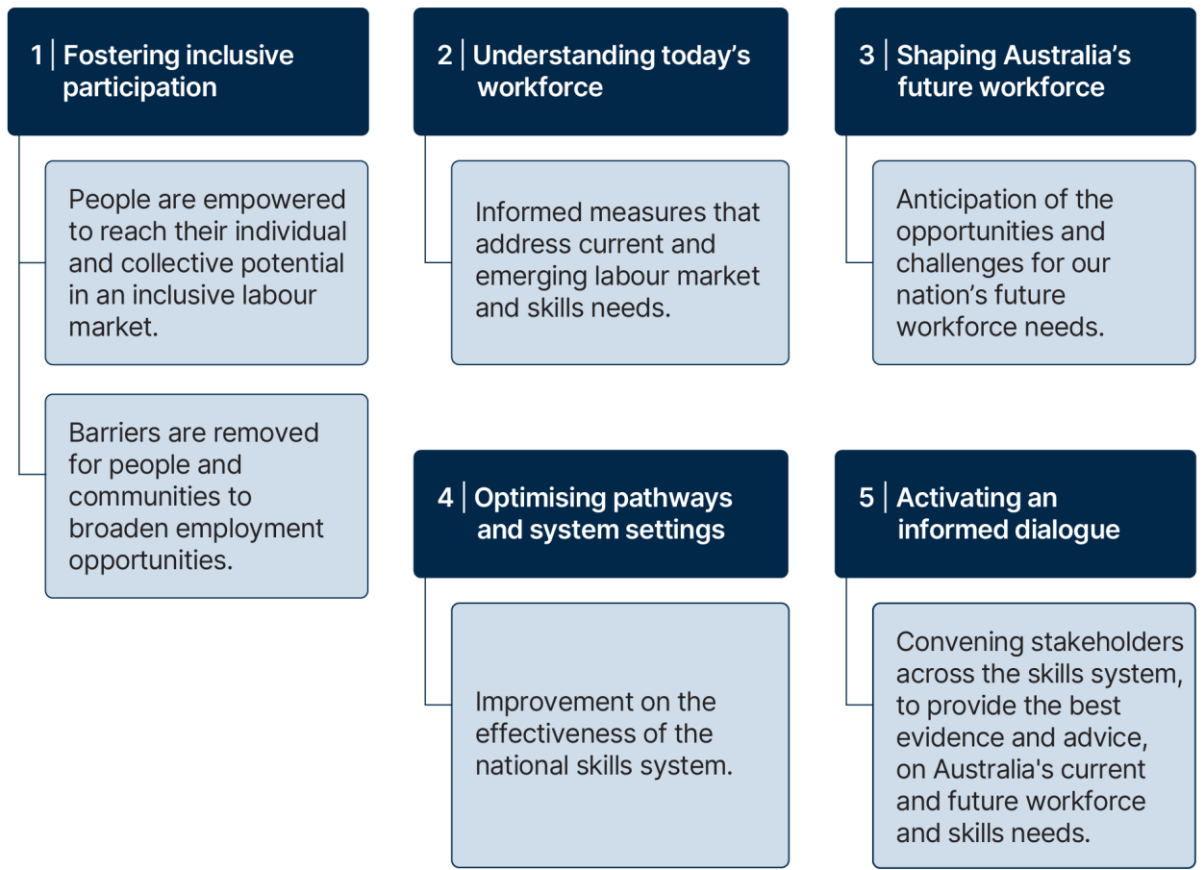 1 | Fostering inclusive
participation
People are empowered
to reach their individual
and collective potential
in an inclusive labour
market.
Barriers are removed
for people and
communities to
broaden employment
opportunities.
2 | Understanding today’s
workforce
Informed measures that
address current and
emerging labour market
and skills needs.
3 | Shaping Australia’s
future workforce
Anticipation of the
opportunities and
challenges for our
nation’s future
workforce needs.
4 | Optimising pathways
and system settings
Improvement on the
effectiveness of the
national skills system.
5 | Activating an
informed dialogue
Convening stakeholders
across the skills system,
to provide the best
evidence and advice,
on Australia's current
and future workforce
and skills needs.